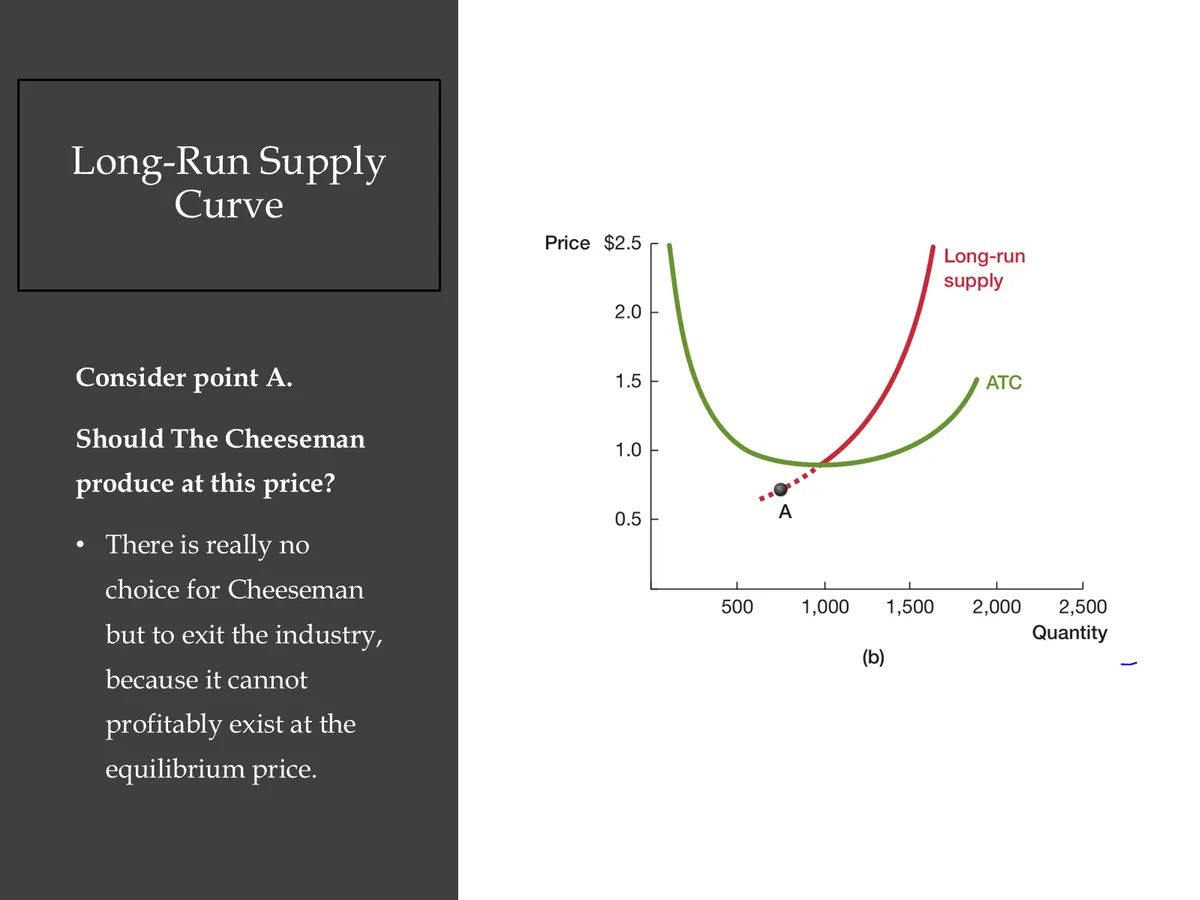 Long-Run Supply
Curve
Consider point A.
Should The Cheeseman
produce at this price?
• There is really no
choice for Cheeseman
but to exit the industry,
because it cannot
profitably exist at the
equilibrium price.
Price $2.5
2.0
1.5
1.0
0.5
Long-run
supply
ATC
A
500 1,000 1,500 2,000 2,500
Quantity
(b)